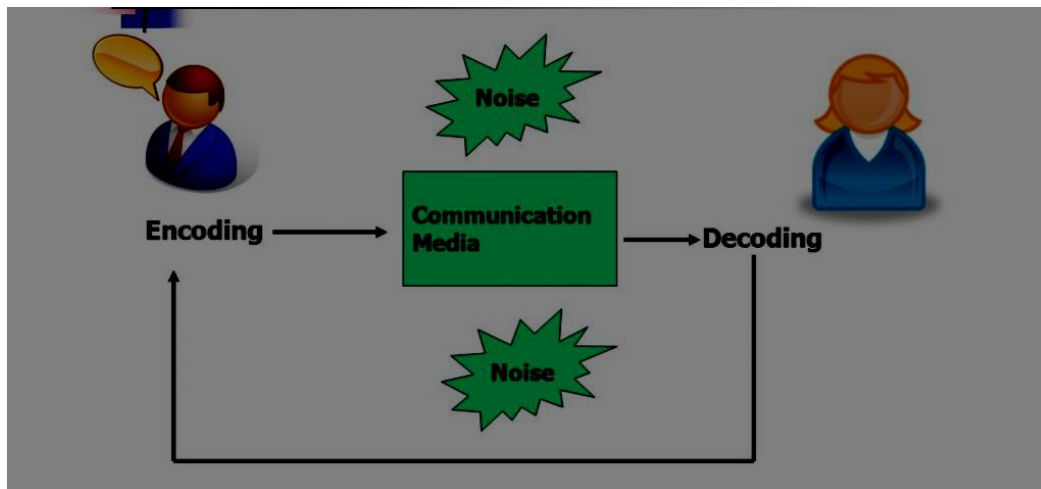 Noise
Encoding
Communication
Media
Decoding
Noise